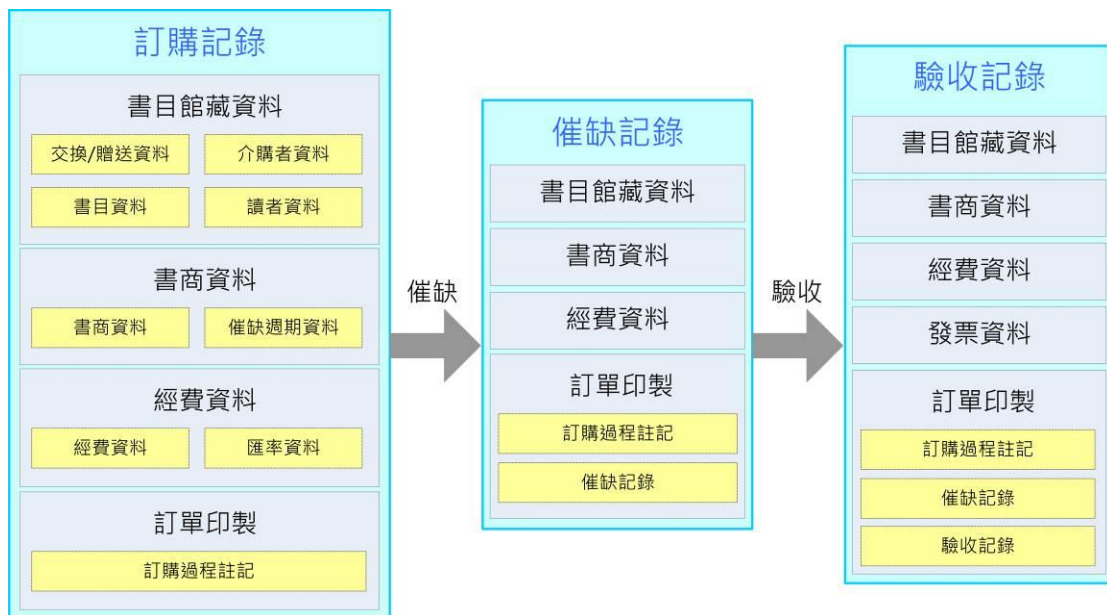 訂購記錄
書目館藏資料
交換/贈送資料
介購者資料
書目資料
讀者資料
書商資料
書商資料
催缺週期資料
經費資料
經費資料
匯率資料
訂單印製
訂購過程註記
催缺
催缺記錄
書目館藏資料
書商資料
經費資料
訂單印製
訂購過程註記
催缺記錄
驗收
驗收記錄
書目館藏資料
書商資料
經費資料
發票資料
訂單印製
訂購過程註記
催缺記錄
驗收記錄